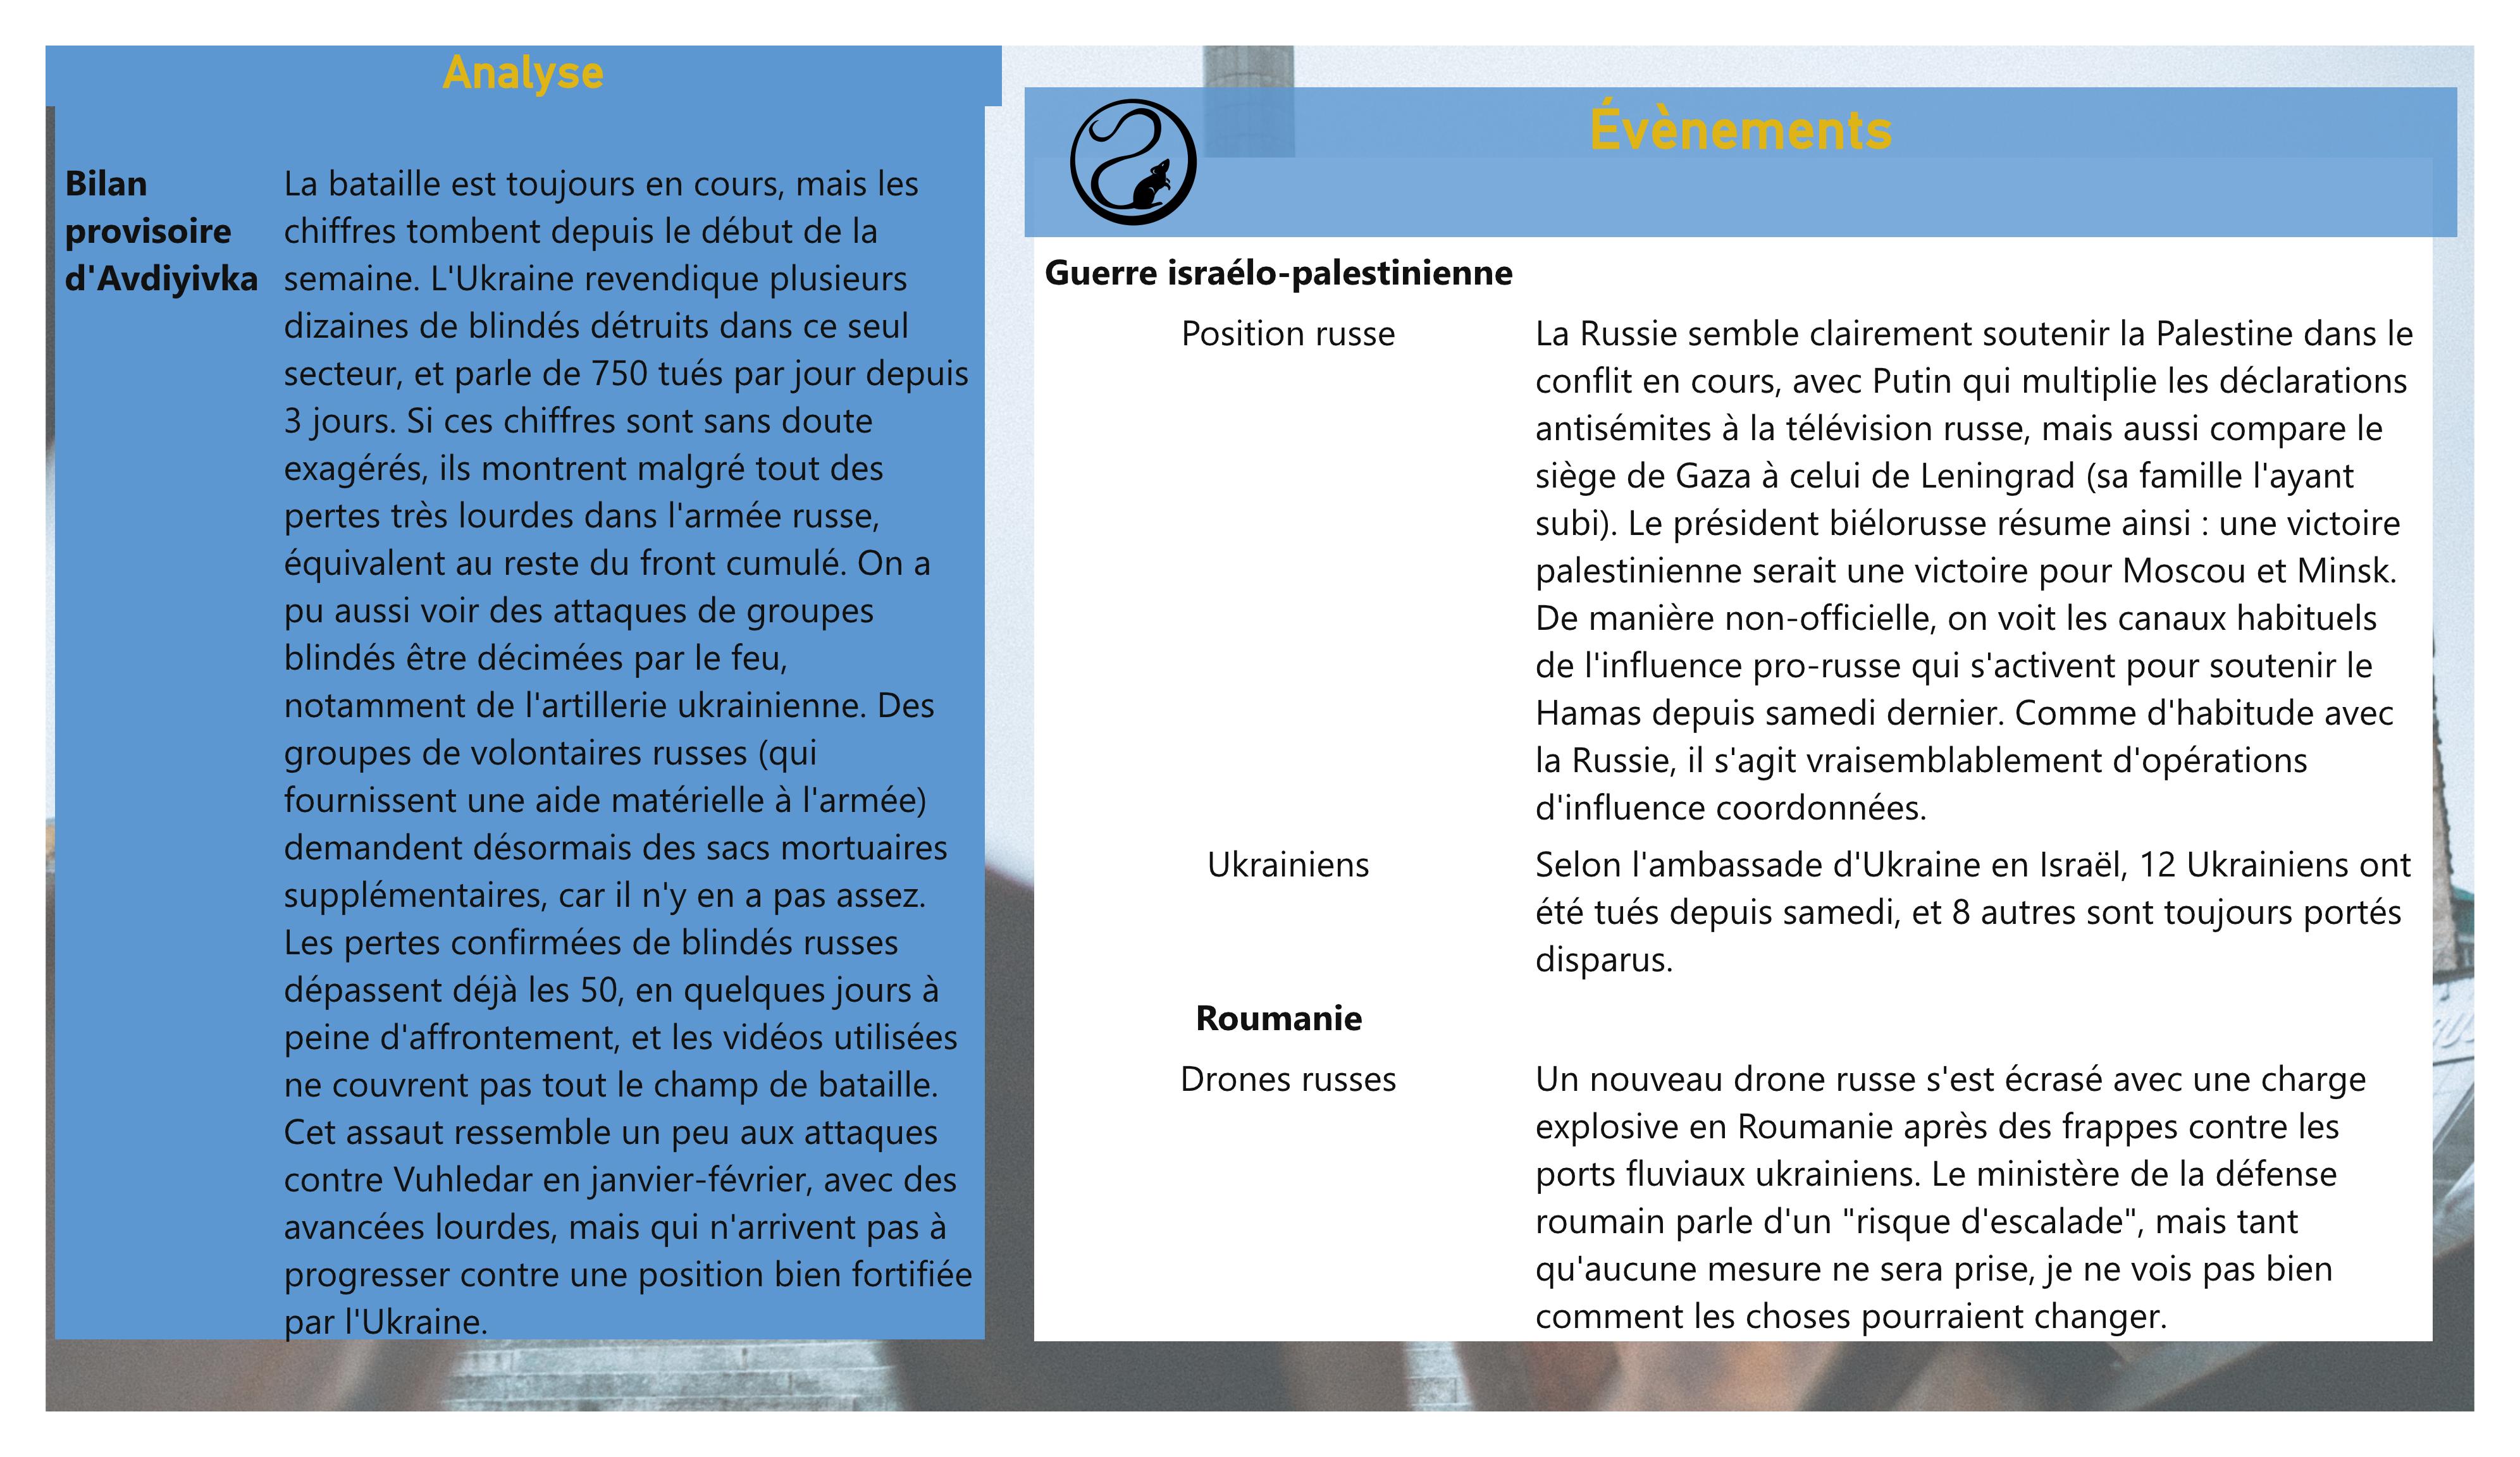 Analyse
Bilan
provisoire
d'Avdiyivka
La bataille est toujours en cours, mais les
chiffres tombent depuis le début de la
semaine. L'Ukraine revendique plusieurs
dizaines de blindés détruits dans ce seul
secteur, et parle de 750 tués par jour depuis
3 jours. Si ces chiffres sont sans doute
exagérés, ils montrent malgré tout des
pertes très lourdes dans l'armée russe,
équivalent au reste du front cumulé. On a
pu aussi voir des attaques de groupes
blindés être décimées par le feu,
notamment de l'artillerie ukrainienne. Des
groupes de volontaires russes (qui
fournissent une aide matérielle à l'armée)
demandent désormais des sacs mortuaires
supplémentaires, car il n'y en a pas assez.
Les pertes confirmées de blindés russes
dépassent déjà les 50, en quelques jours à
peine d'affrontement, et les vidéos utilisées
ne couvrent pas tout le champ de bataille.
Cet assaut ressemble un peu aux attaques
contre Vuhledar en janvier-février, avec des
avancées lourdes, mais qui n'arrivent pas à
progresser contre une position bien fortifiée
par l'Ukraine.
Évènements
Guerre israélo-palestinienne
Position russe
La Russie semble clairement soutenir la Palestine dans le
conflit en cours, avec Putin qui multiplie les déclarations
antisémites à la télévision russe, mais aussi compare le
siège de Gaza à celui de Leningrad (sa famille l'ayant
subi). Le président biélorusse résume ainsi : une victoire
palestinienne serait une victoire pour Moscou et Minsk.
De manière non-officielle, on voit les canaux habituels
de l'influence pro-russe qui s'activent pour soutenir le
Hamas depuis samedi dernier. Comme d'habitude avec
la Russie, il s'agit vraisemblablement d'opérations
d'influence coordonnées.
Ukrainiens
Selon l'ambassade d'Ukraine en Israël, 12 Ukrainiens ont
été tués depuis samedi, et 8 autres sont toujours portés
disparus.
Roumanie
Drones russes
Un nouveau drone russe s'est écrasé avec une charge
explosive en Roumanie après des frappes contre les
ports fluviaux ukrainiens. Le ministère de la défense
roumain parle d'un "risque d'escalade", mais tant
qu'aucune mesure ne sera prise, je ne vois pas bien
comment les choses pourraient changer.